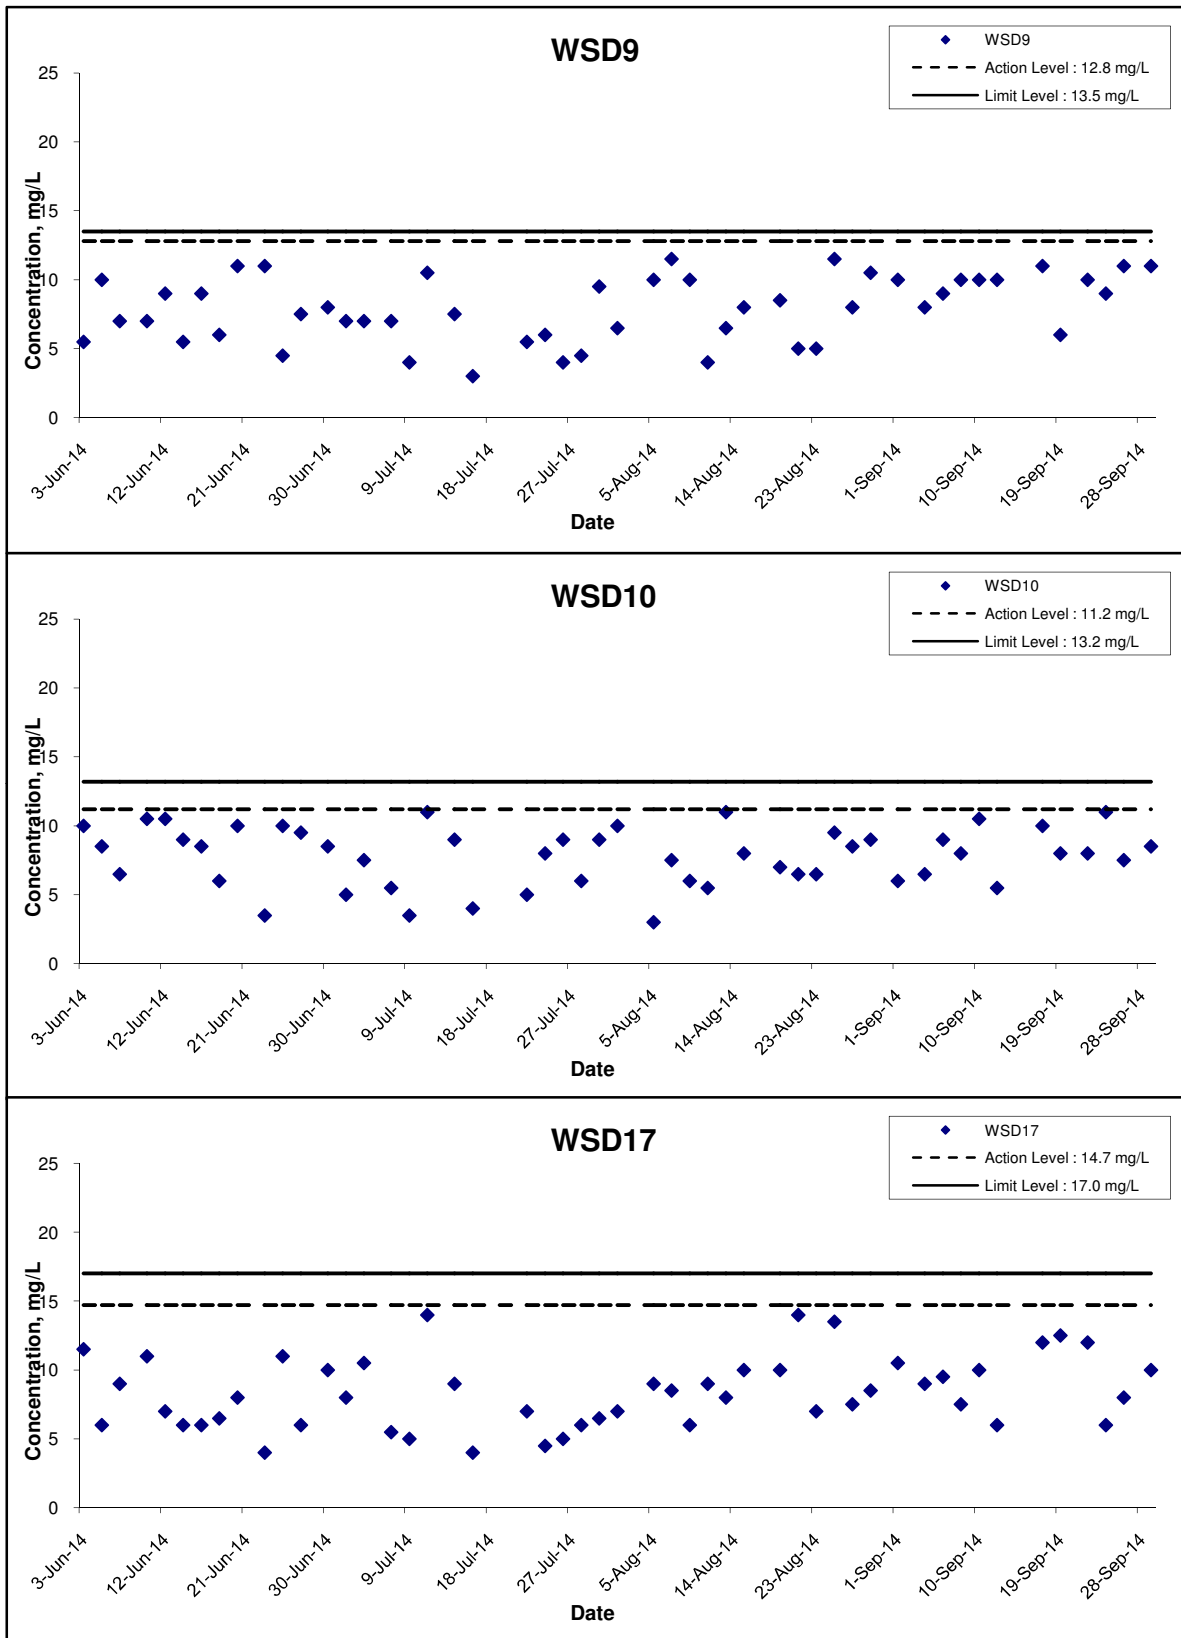 WSD9
WSD9
Action Level : 12.8 mg/L
Limit Level : 13.5 mg/L
Concentration, mg/L
25
20
15
10
5
0
3-Jun-14
12-Jun-14
21-Jun-14
30-Jun-14
9-Jul-14
18-Jul-14
27-Jul-14
5-Aug-14
14-Aug-14
23-Aug-14
1-Sep-14
10-Sep-14
19-Sep-14
28-Sep-14
Date
WSD10
WSD10
Action Level : 11.2 mg/L
Limit Level : 13.2 mg/L
Concentration, mg/L
25
20
15
10
5
0
3-Jun-14
12-Jun-14
21-Jun-14
30-Jun-14
9-Jul-14
18-Jul-14
27-Jul-14
5-Aug-14
14-Aug-14
23-Aug-14
1-Sep-14
10-Sep-14
19-Sep-14
28-Sep-14
Date
WSD17
WSD17
Action Level : 14.7 mg/L
Limit Level : 17.0 mg/L
Concentration, mg/L
25
20
15
10
5
0
3-Jun-14
12-Jun-14
21-Jun-14
30-Jun-14
9-Jul-14
18-Jul-14
27-Jul-14
5-Aug-14
14-Aug-14
23-Aug-14
1-Sep-14
10-Sep-14
19-Sep-14
28-Sep-14
Date